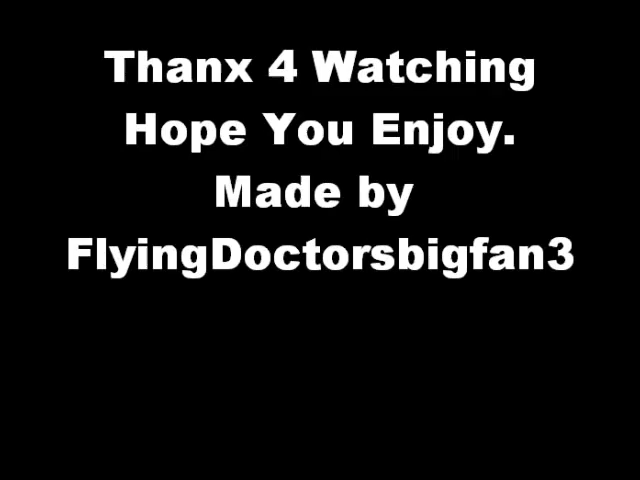 Thanx 4 Watching
Hope You Enjoy.
Made by
FlyingDoctorsbigfan3